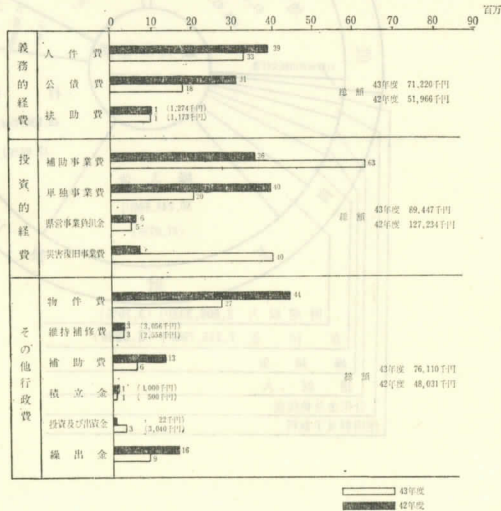 百万
0 10 20 30 40 50 60 70 80 90
義務的経費
人件費 39
33
公債費 31
18
扶助費 1 (1,274千円)
1 (1,173千円)
総額 43年度 71,220千円
42年度 51,966千円
投資的経費
補助事業費
63
単独事業費 40
20
県営事業負担金 6
5
災害復旧事業費
40
総額 43年度 89,447千円
42年度 127,234千円
その他行政費
物件費 44
27
維持補修費 3 (3,056千円)
3 (2,558千円)
補助費 13
6
積立金 1 (1,000千円)
1 (500千円)
投資及び出資金 22千円)
3 (3,040千円)
繰出金 16
9
総額 43年度 76,110千円
42年度 48,031千円
43年度
42年度